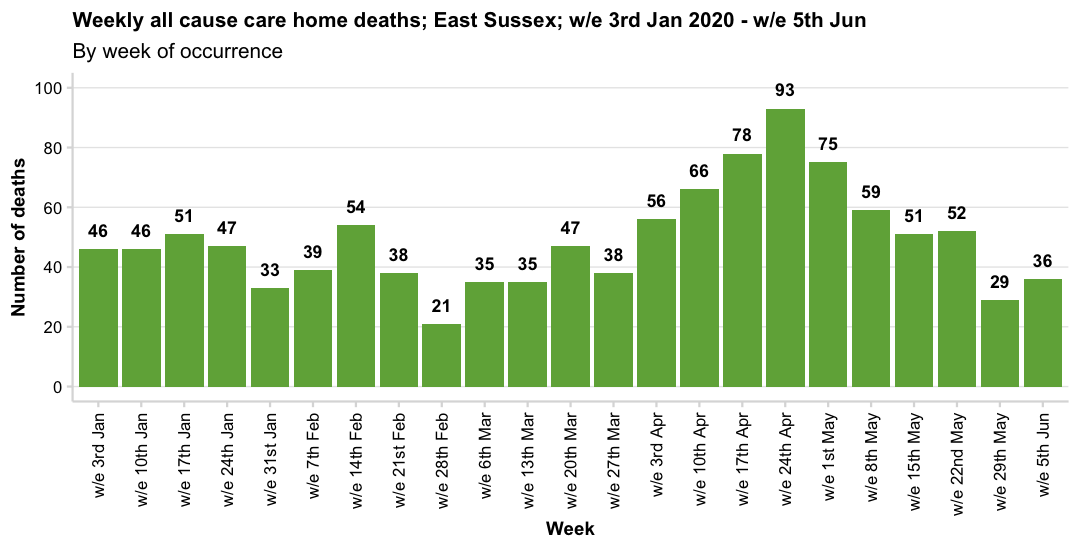 Weekly all cause care home deaths; East Sussex; w/e 3rd Jan 2020 - w/e 5th Jun
By week of occurrence
Number of deaths
100
80
60
40
20
0
46
46
51
47
33
39
54
38
21
35
35
47
38
56
66
78
93
75
59
51
52
29
36
w/e 3rd Jan
w/e 10th Jan
w/e 17th Jan
w/e 24th Jan
w/e 31st Jan
w/e 7th Feb
w/e 14th Feb
w/e 21st Feb
w/e 28th Feb
w/e 6th Mar
w/e 13th Mar
w/e 20th Mar
w/e 27th Mar
w/e 3rd Apr
w/e 10th Apr
w/e 17th Apr
w/e 24th Apr
w/e 1st May
w/e 8th May
w/e 15th May
w/e 22nd May
w/e 29th May
w/e 5th Jun
Week